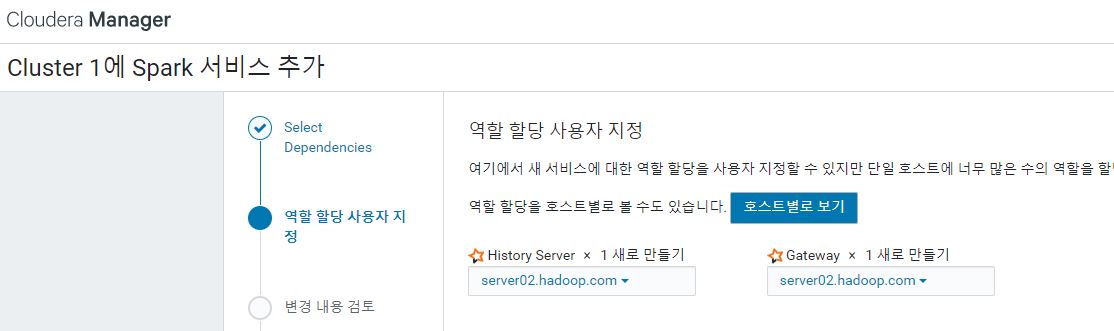 Cloudera Manager
Cluster 1에 Spark 서비스 추가
Select
Dependencies
역할 할당 사용자 지
정
변경 내용 검토
역할 할당 사용자 지정
여기에서 새 서비스에 대한 역할 할당을 사용자 지정할 수 있지만 단일 호스트에 너무 많은 수의 역할을
역할 할당을 호스트별로 볼 수도 있습니다. 호스트별로 보기
History Server × 1 새로 만들기
server02.hadoop.com
Gateway × 1 새로 만들기
server02.hadoop.com